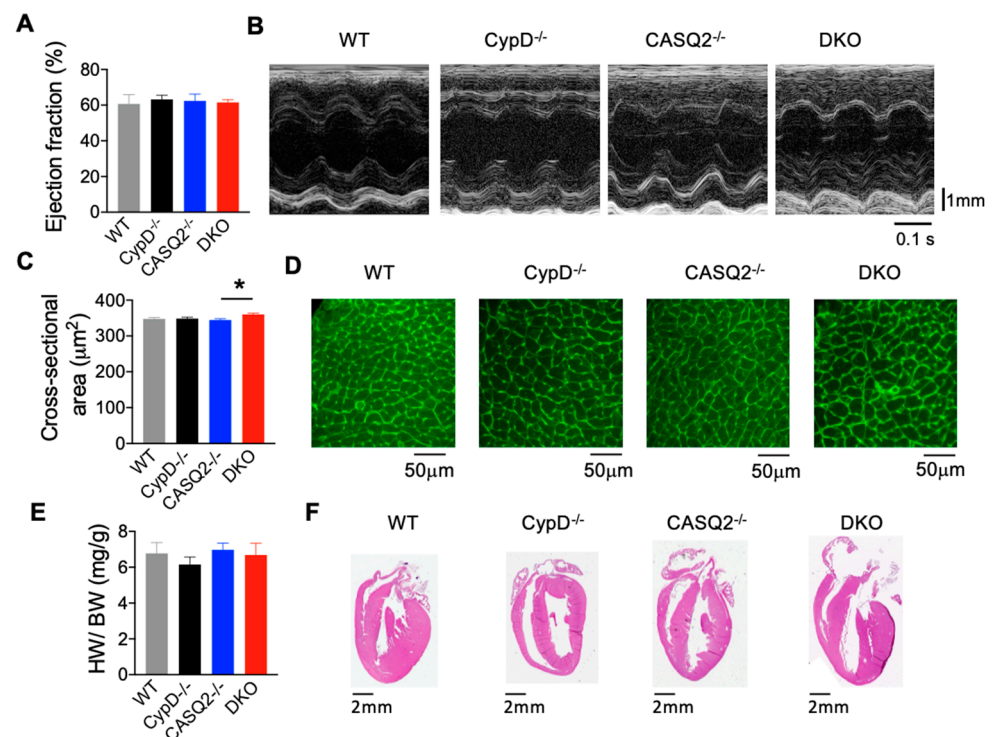 A
Ejection fraction (%)
80
60
40
20
0
WT
CypD-/-
CASQ2-/-
DKO
B
WT
CypD-/-
CASQ2-/-
DKO
1mm
0.1 s
C
Cross-sectional
area (μm²)
400
300
200
100
0
*
WT
CypD-/-
CASQ2-/-
DKO
D
WT
CypD-/-
CASQ2-/-
DKO
50μm
50μm
50μm
50μm
E
HW/ BW (mg/g)
8
6
4
2
0
WT
CypD-/-
CASQ2-/-
DKO
F
WT
CypD-/-
CASQ2-/-
DKO
2mm
2mm
2mm
2mm